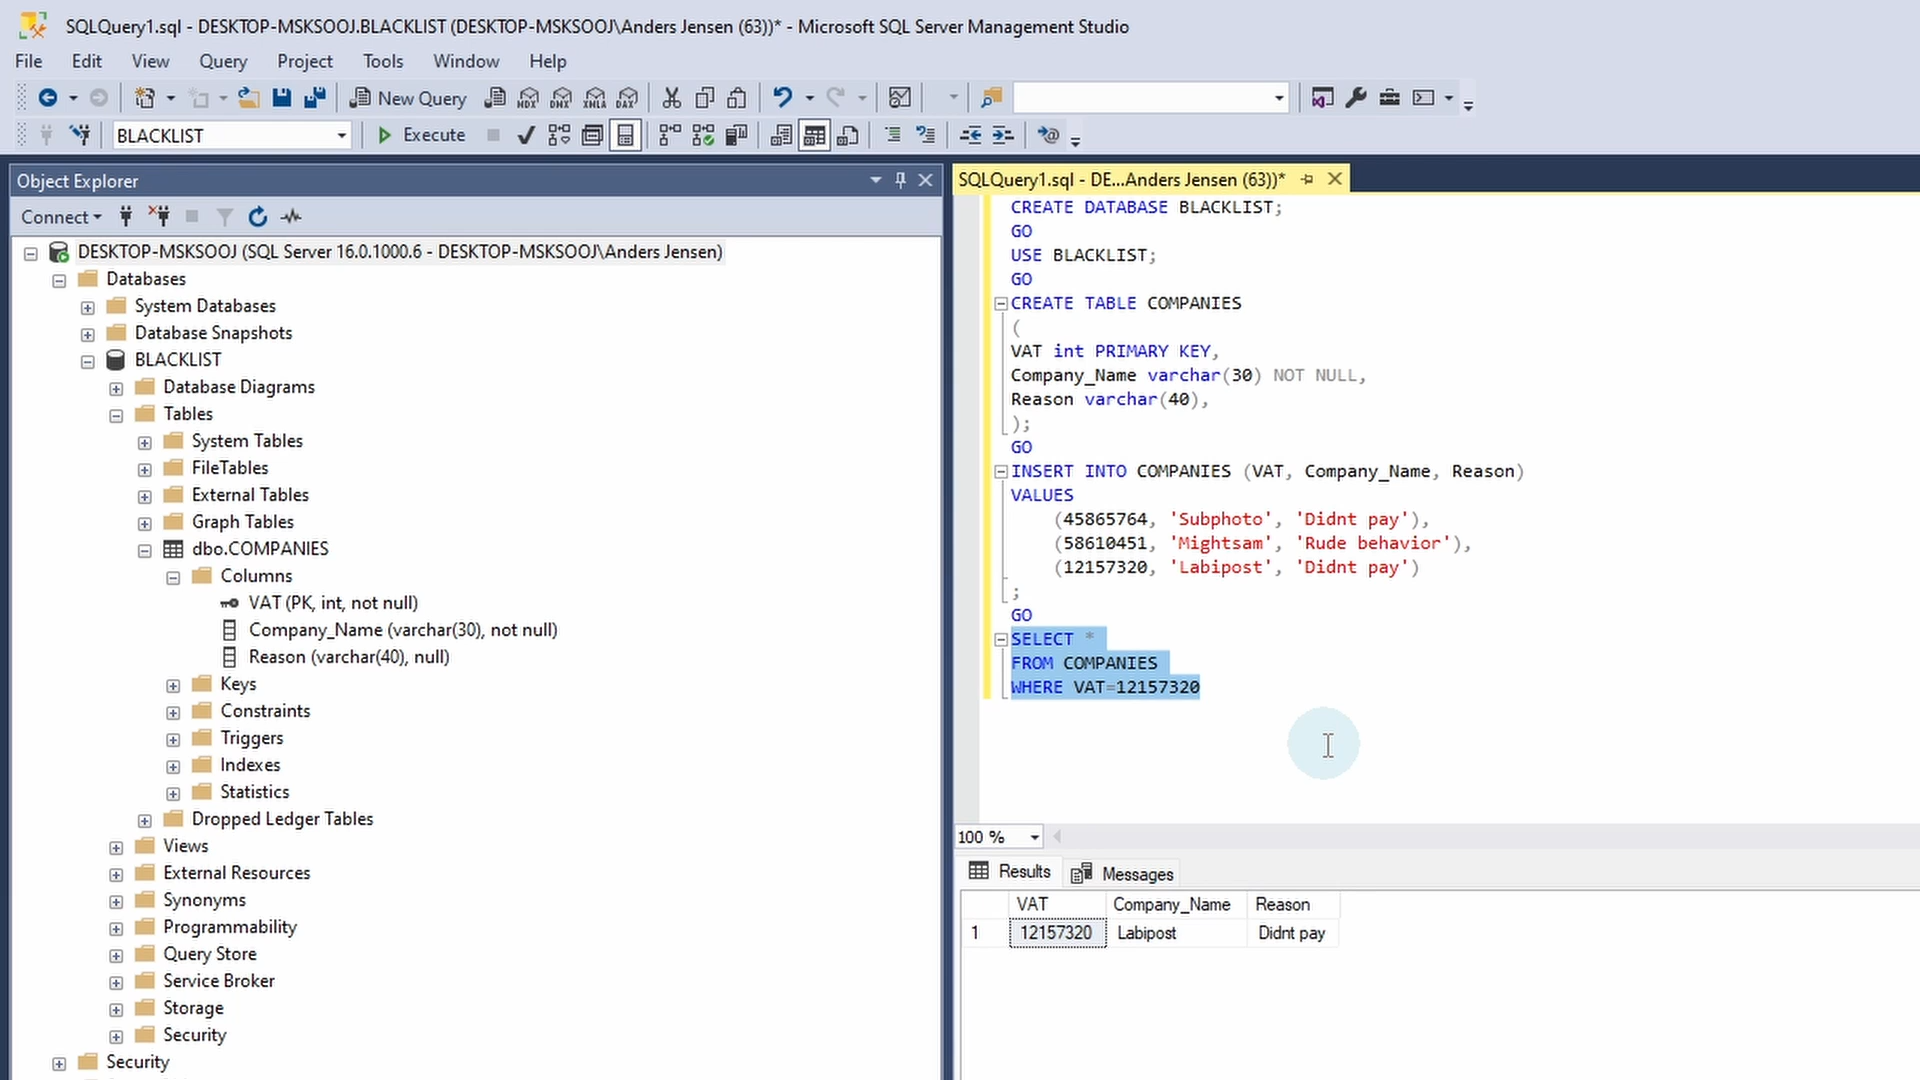 SQLQuery1.sql - DESKTOP-MSKSOOJ.BLACKLIST (DESKTOP-MSKSOOJ\Anders Jensen (63))* - Microsoft SQL Server Management Studio
File Edit View Query Project Tools Window Help
New Query MDX DMX XMLA DAX
BLACKLIST Execute
Object Explorer
Connect
DESKTOP-MSKSOOJ (SQL Server 16.0.1000.6 - DESKTOP-MSKSOOJ\Anders Jensen)
Databases
System Databases
Database Snapshots
BLACKLIST
Database Diagrams
Tables
System Tables
FileTables
External Tables
Graph Tables
dbo.COMPANIES
Columns
VAT (PK, int, not null)
Company_Name (varchar(30), not null)
Reason (varchar(40), null)
Keys
Constraints
Triggers
Indexes
Statistics
Dropped Ledger Tables
Views
External Resources
Synonyms
Programmability
Query Store
Service Broker
Storage
Security
Security
SQLQuery1.sql - DE...Anders Jensen (63))*
CREATE DATABASE BLACKLIST;
GO
USE BLACKLIST;
GO
CREATE TABLE COMPANIES
(
VAT int PRIMARY KEY,
Company_Name varchar(30) NOT NULL,
Reason varchar(40),
);
GO
INSERT INTO COMPANIES (VAT, Company_Name, Reason)
VALUES
(45865764, 'Subphoto', 'Didnt pay'),
(58610451, 'Mightsam', 'Rude behavior'),
(12157320, 'Labipost', 'Didnt pay')
;
GO
SELECT *
FROM COMPANIES
WHERE VAT=12157320
100 %
Results Messages
VAT Company_Name Reason
1 12157320 Labipost Didnt pay